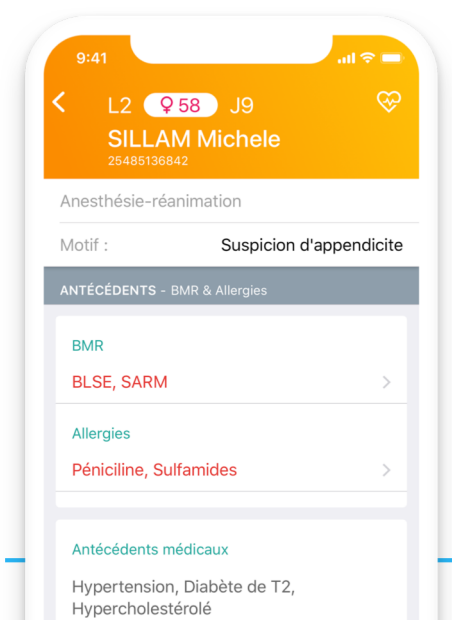 9:41
L2 ♀ 58 J9
SILLAM Michele
25485136842
Anesthésie-réanimation
Motif : Suspicion d'appendicite
ANTÉCÉDENTS - BMR & Allergies
BMR
BLSE, SARM
Allergies
Péniciline, Sulfamides
Antécédents médicaux
Hypertension, Diabète de T2,
Hypercholestérolé